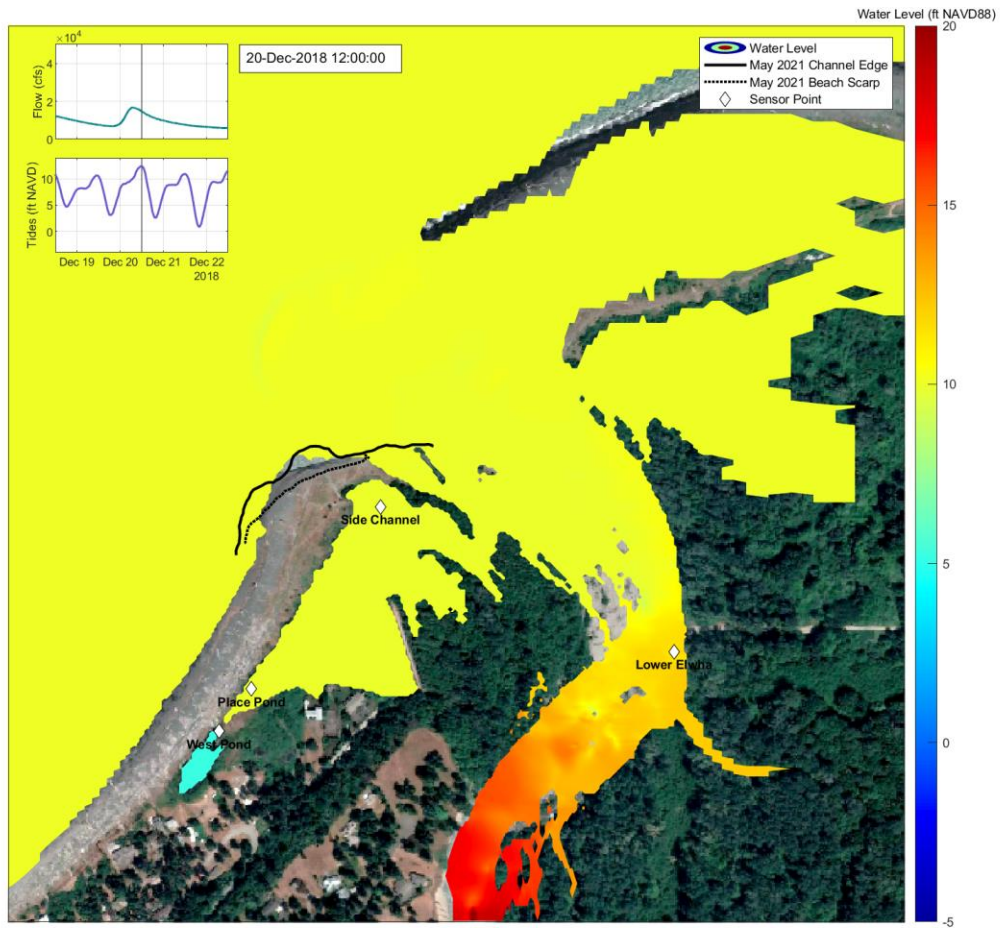 Water Level (ft NAVD88)
×10⁴
4
2
0
Flow (cfs)
20-Dec-2018 12:00:00
Water Level
May 2021 Channel Edge
May 2021 Beach Scarp
Sensor Point
10
5
0
Tides (ft NAVD)
Dec 19 Dec 20 Dec 21 Dec 22
2018
Side Channel
Lower Elwha
Place Pond
West Pond
20
15
10
5
0
-5